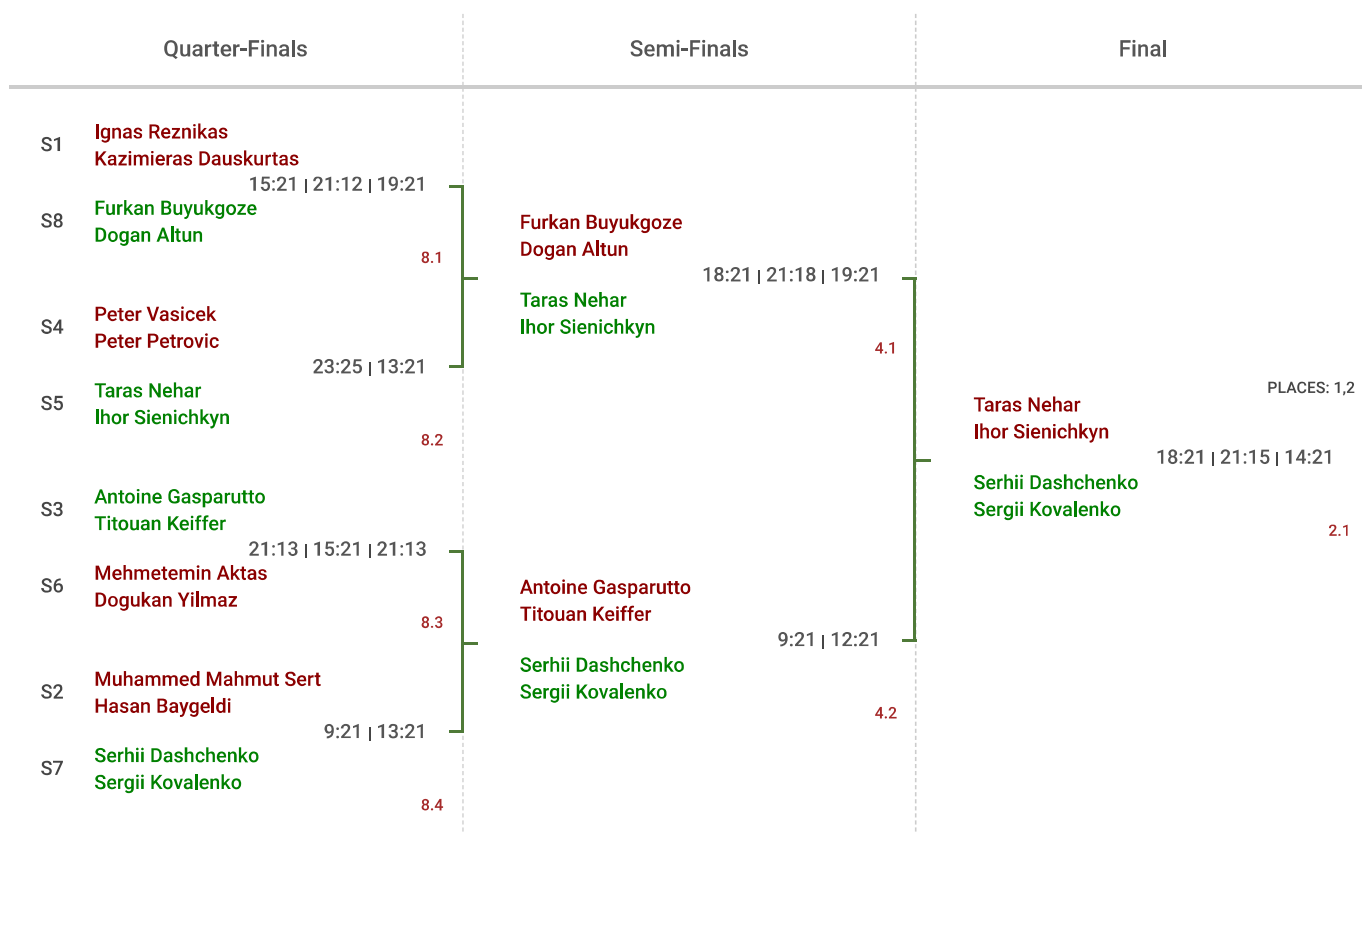 Quarter-Finals
Semi-Finals
Final
S1
Ignas Reznikas
Kazimieras Dauskurtas
15:21 | 21:12 | 19:21
S8
Furkan Buyukgoze
Dogan Altun
8.1
S4
Peter Vasicek
Peter Petrovic
23:25 | 13:21
S5
Taras Nehar
Ihor Sienichkyn
8.2
S3
Antoine Gasparutto
Titouan Keiffer
21:13 | 15:21 | 21:13
S6
Mehmetemin Aktas
Dogukan Yilmaz
8.3
S2
Muhammed Mahmut Sert
Hasan Baygeldi
9:21 | 13:21
S7
Serhii Dashchenko
Sergii Kovalenko
8.4
Furkan Buyukgoze
Dogan Altun
18:21 | 21:18 | 19:21
Taras Nehar
Ihor Sienichkyn
4.1
Antoine Gasparutto
Titouan Keiffer
9:21 | 12:21
Serhii Dashchenko
Sergii Kovalenko
4.2
PLACES: 1,2
Taras Nehar
Ihor Sienichkyn
18:21 | 21:15 | 14:21
Serhii Dashchenko
Sergii Kovalenko
2.1